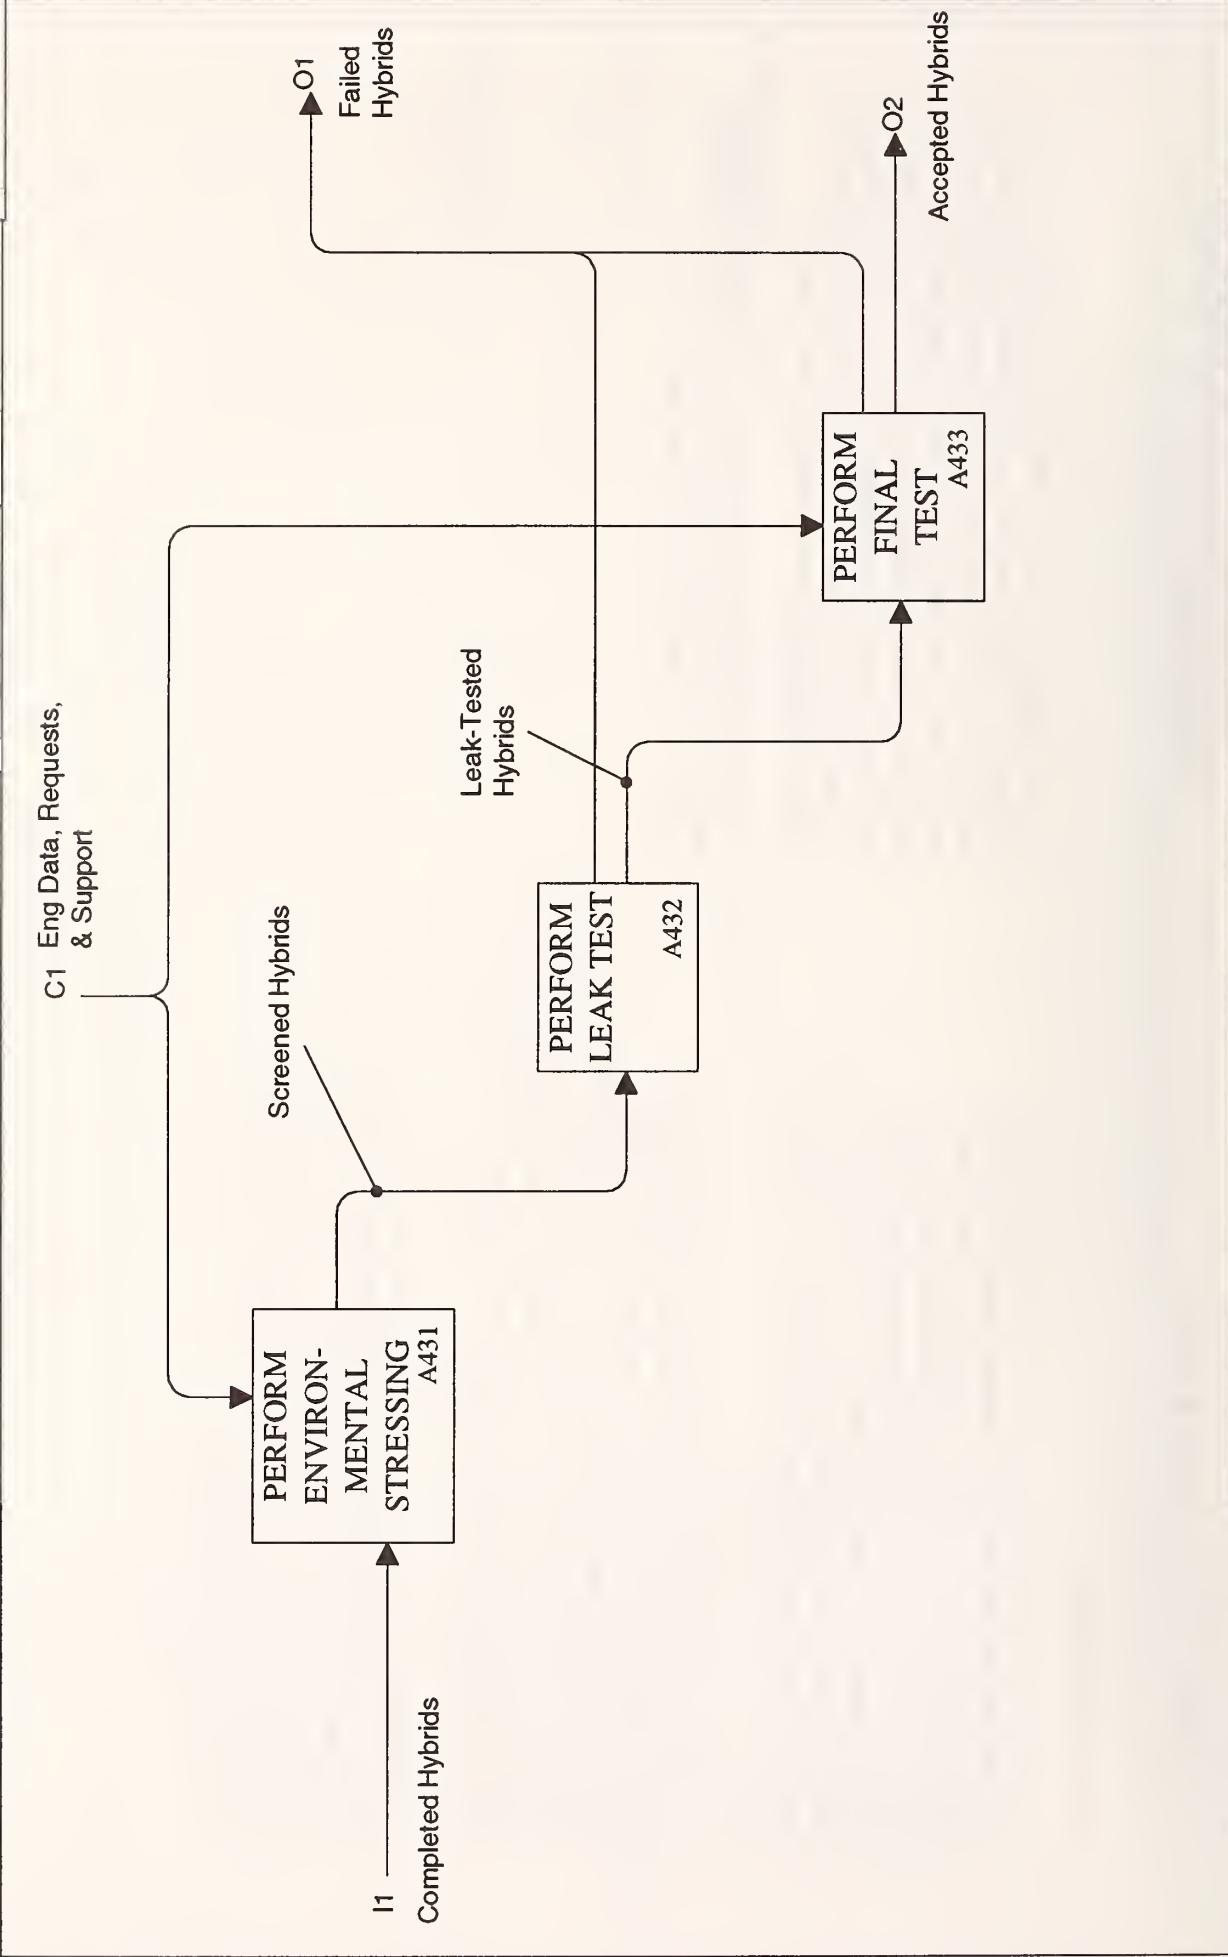 C1 Eng Data, Requests,
& Support
O1
Failed
Hybrids
Screened Hybrids
PERFORM
ENVIRON-
MENTAL
STRESSING
A431
I1
Completed Hybrids
Leak-Tested
Hybrids
PERFORM
LEAK TEST
A432
PERFORM
FINAL
TEST
A433
O2
Accepted Hybrids